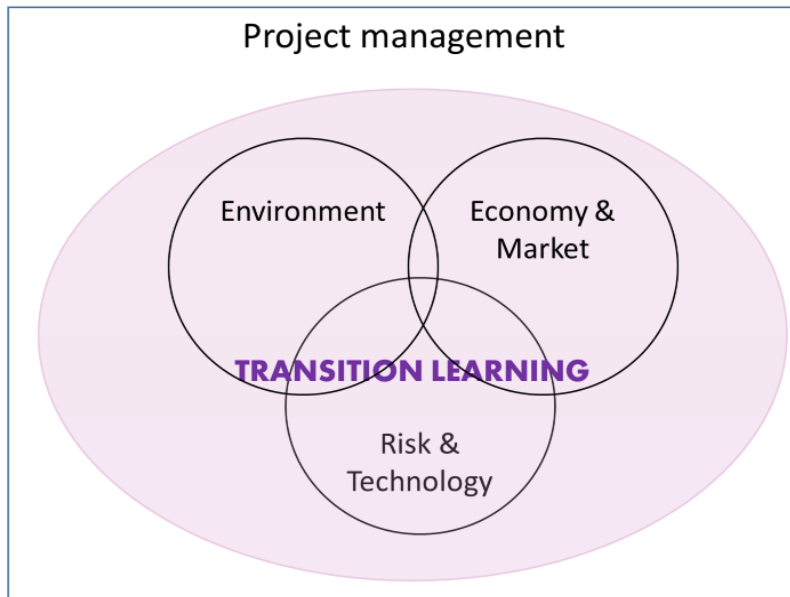 Project management
Environment
Economy &
Market
TRANSITION LEARNING
Risk &
Technology